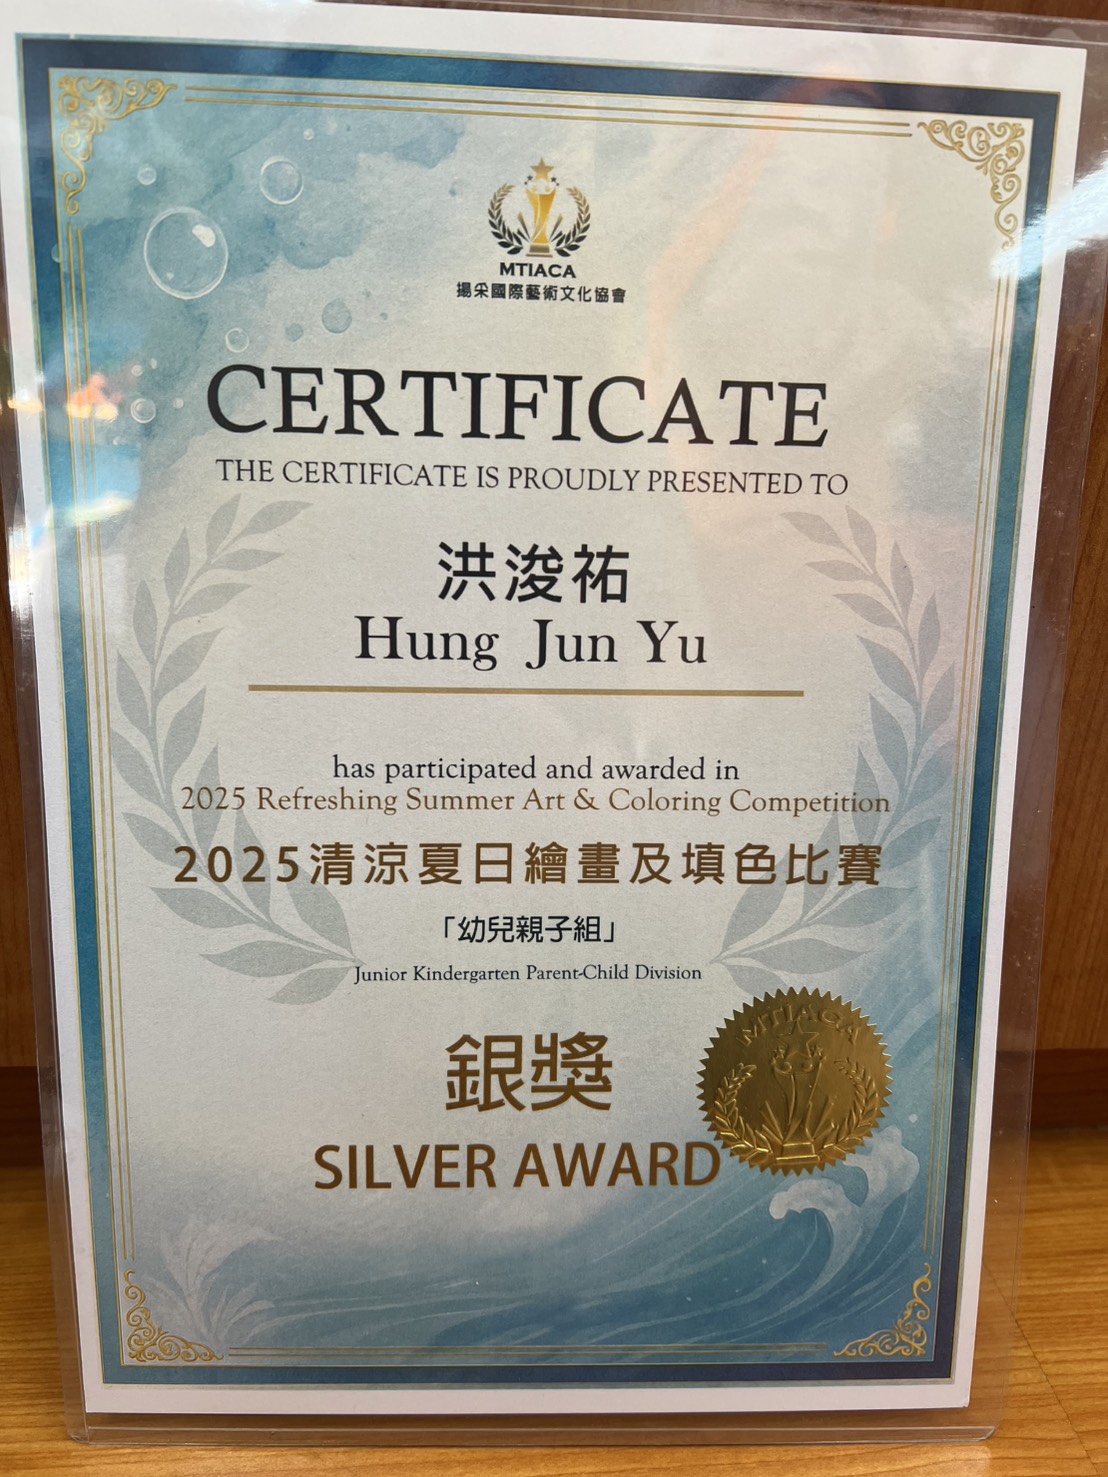 MTIACA
揚采國際藝術文化協會
CERTIFICATE
THE CERTIFICATE IS PROUDLY PRESENTED TO
洪浚祐
Hung Jun Yu
has participated and awarded in
2025 Refreshing Summer Art & Coloring Competition
2025清涼夏日繪畫及填色比賽
「幼兒親子組」
Junior Kindergarten Parent-Child Division
銀獎
SILVER AWARD
MTIACA